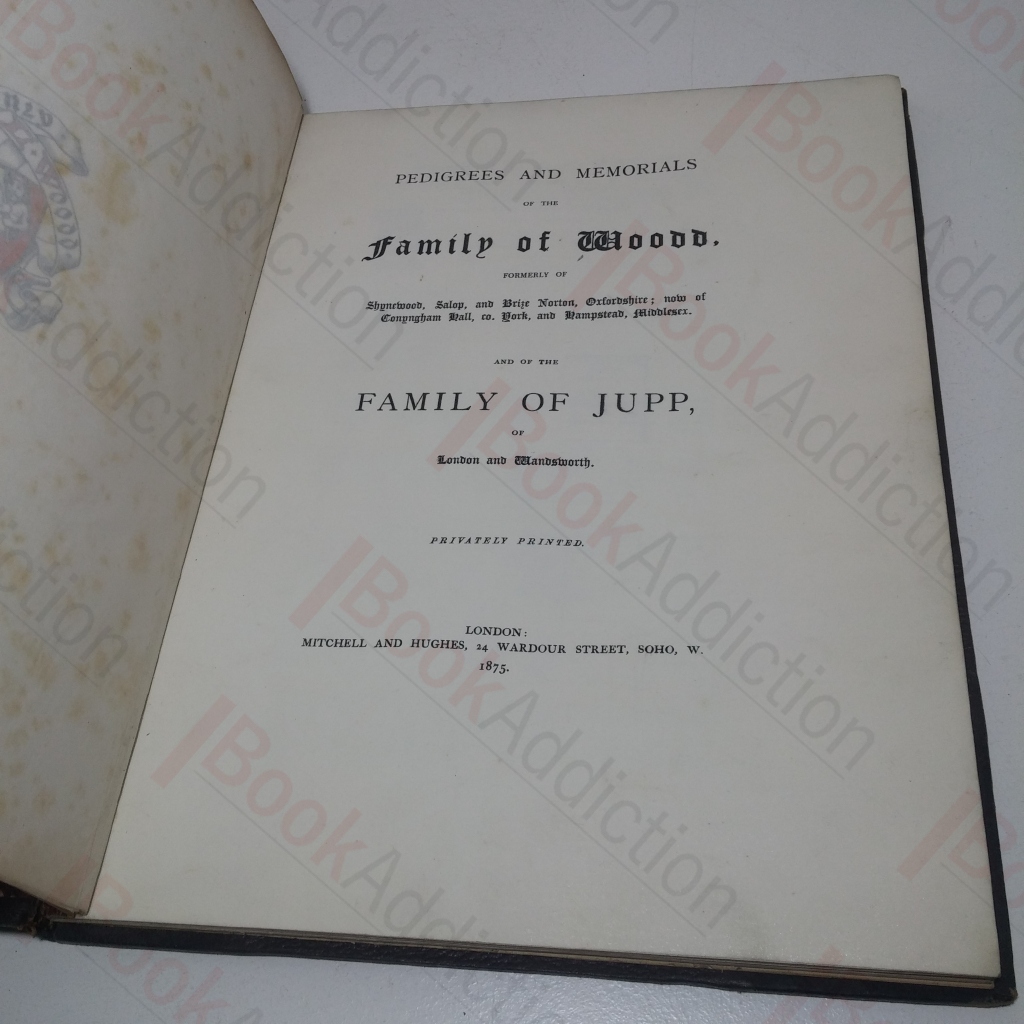 PEDIGREES AND MEMORIALS
OF THE
Family of Woodd,
FORMERLY OF
Shynewood, Salop, and Brize Norton, Oxfordshire; now of
Conyngham Hall, co. York, and Hampstead, Middlesex.
AND OF THE
FAMILY OF JUPP,
OF
London and Wandsworth.
PRIVATELY PRINTED.
LONDON:
MITCHELL AND HUGHES, 24 WARDOUR STREET, SOHO, W.
1875.
BookAddiction